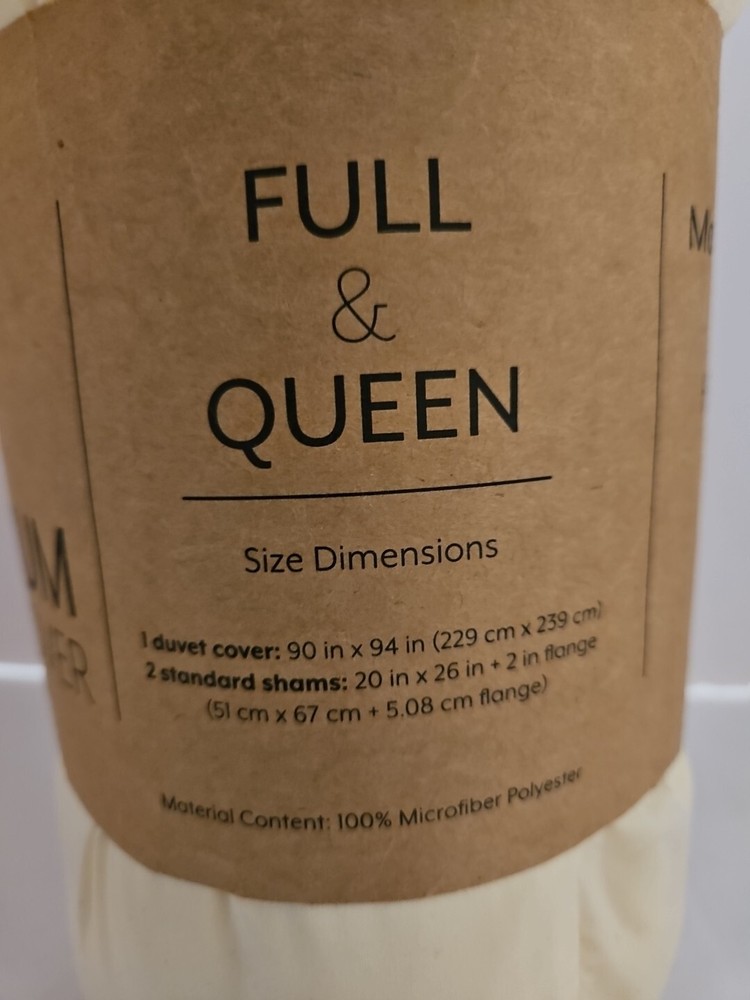 FULL
&
QUEEN
Size Dimensions
1 duvet cover: 90 in x 94 in (229 cm x 239 cm)
2 standard shams: 20 in x 26 in + 2 in flange
(51 cm x 67 cm + 5.08 cm flange)
Material Content: 100% Microfiber Polyester